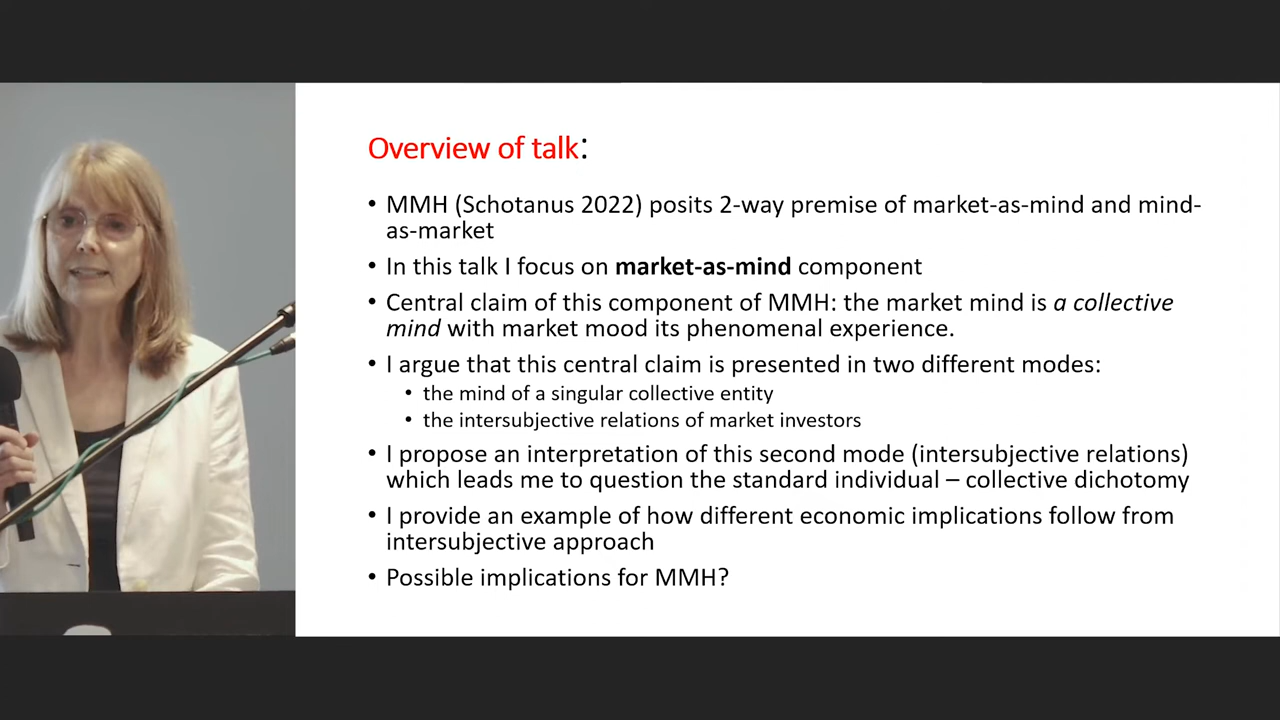 Overview of talk:
• MMH (Schotanus 2022) posits 2-way premise of market-as-mind and mind-
as-market
• In this talk I focus on market-as-mind component
• Central claim of this component of MMH: the market mind is a collective
mind with market mood its phenomenal experience.
• I argue that this central claim is presented in two different modes:
• the mind of a singular collective entity
• the intersubjective relations of market investors
• I propose an interpretation of this second mode (intersubjective relations)
which leads me to question the standard individual – collective dichotomy
• I provide an example of how different economic implications follow from
intersubjective approach
• Possible implications for MMH?